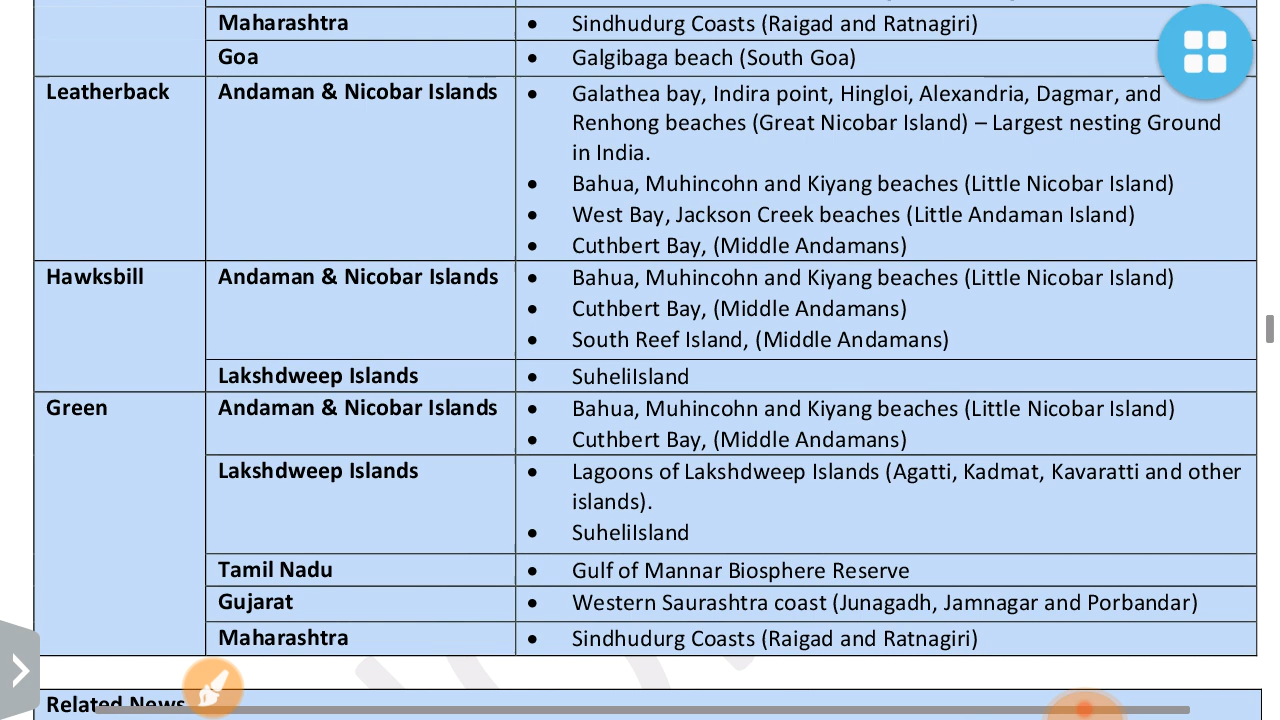 Maharashtra • Sindhudurg Coasts (Raigad and Ratnagiri)
Goa • Galgibaga beach (South Goa)
Leatherback Andaman & Nicobar Islands • Galathea bay, Indira point, Hingloi, Alexandria, Dagmar, and
Renhong beaches (Great Nicobar Island) – Largest nesting Ground
in India.
• Bahua, Muhincohn and Kiyang beaches (Little Nicobar Island)
• West Bay, Jackson Creek beaches (Little Andaman Island)
• Cuthbert Bay, (Middle Andamans)
Hawksbill Andaman & Nicobar Islands • Bahua, Muhincohn and Kiyang beaches (Little Nicobar Island)
• Cuthbert Bay, (Middle Andamans)
• South Reef Island, (Middle Andamans)
Lakshdweep Islands • SuheliIsland
Green Andaman & Nicobar Islands • Bahua, Muhincohn and Kiyang beaches (Little Nicobar Island)
• Cuthbert Bay, (Middle Andamans)
Lakshdweep Islands • Lagoons of Lakshdweep Islands (Agatti, Kadmat, Kavaratti and other
islands).
• SuheliIsland
Tamil Nadu • Gulf of Mannar Biosphere Reserve
Gujarat • Western Saurashtra coast (Junagadh, Jamnagar and Porbandar)
Maharashtra • Sindhudurg Coasts (Raigad and Ratnagiri)
Related News